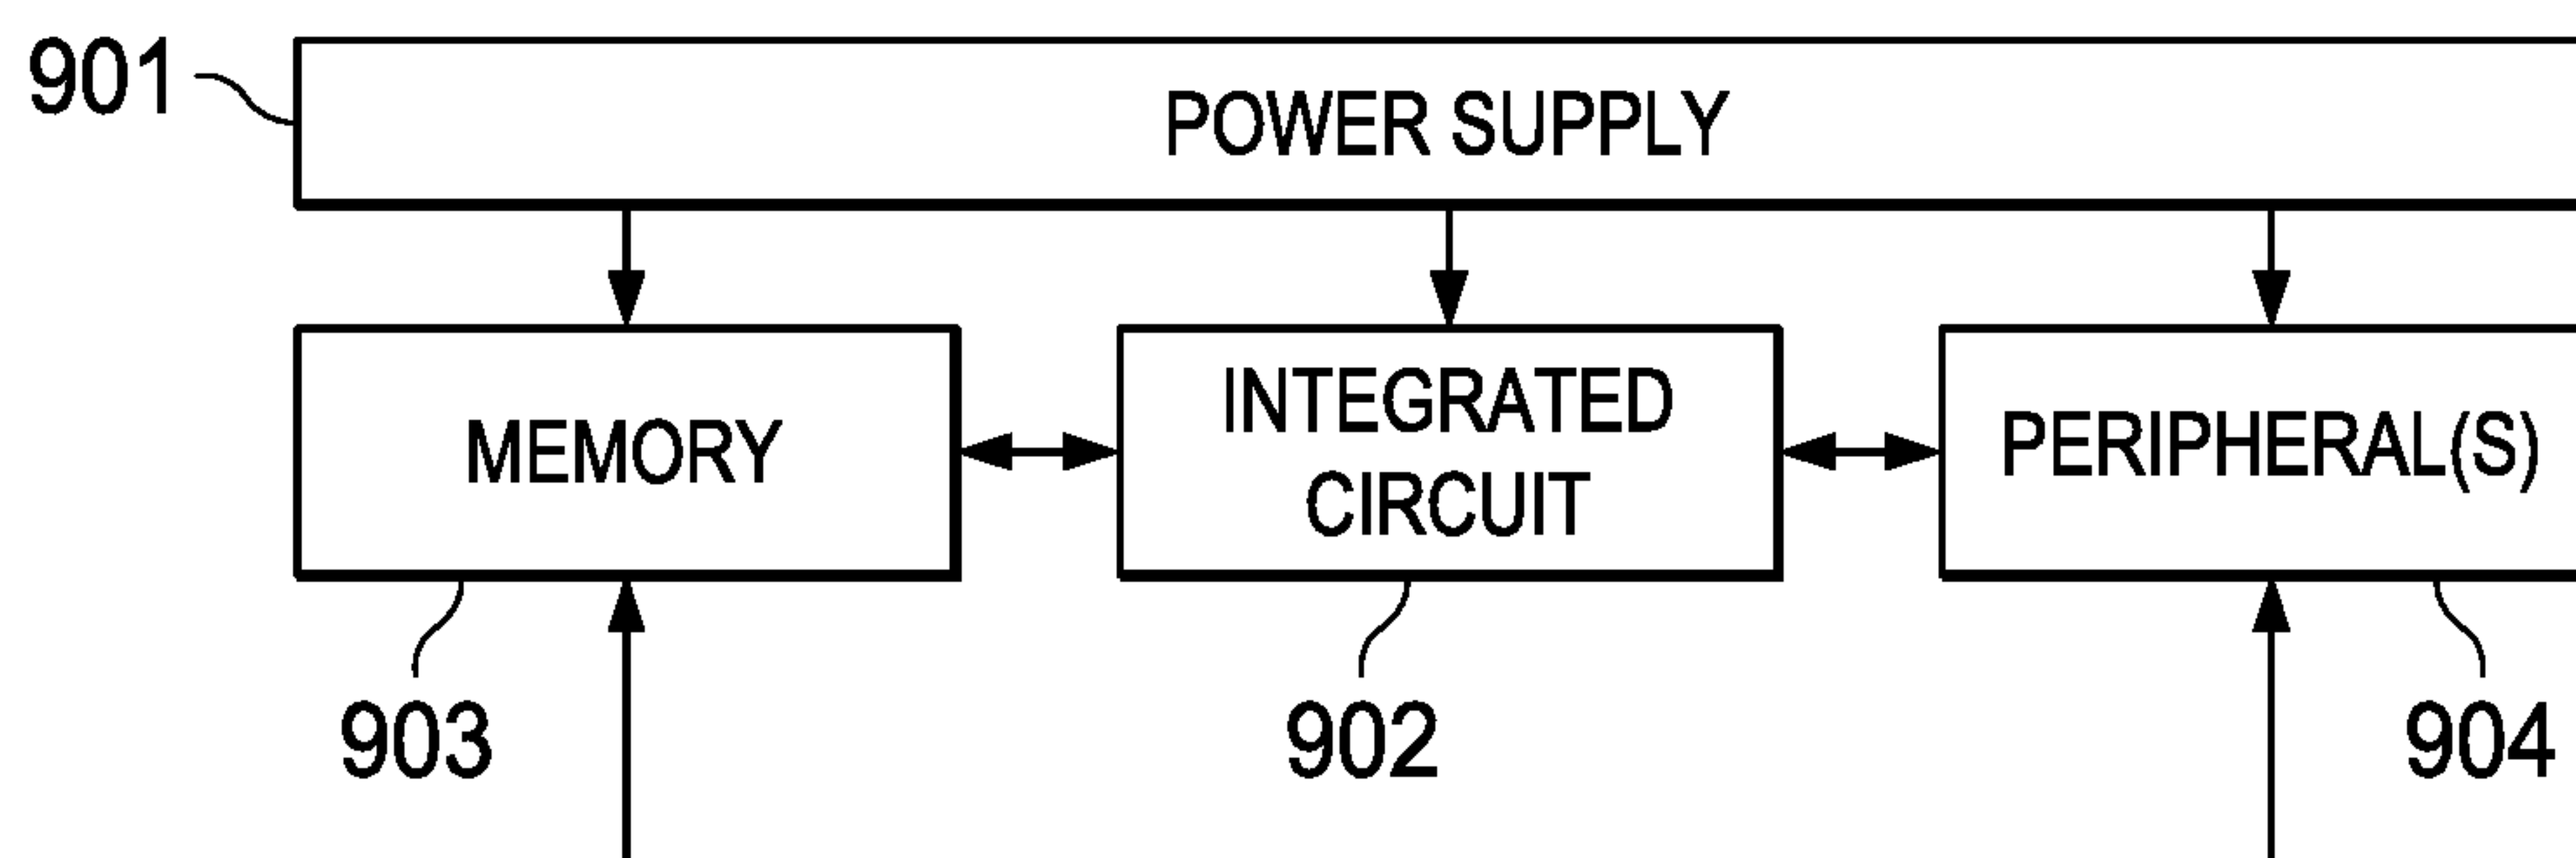 901
POWER SUPPLY
MEMORY
INTEGRATED
CIRCUIT
PERIPHERAL(S)
903
902
904